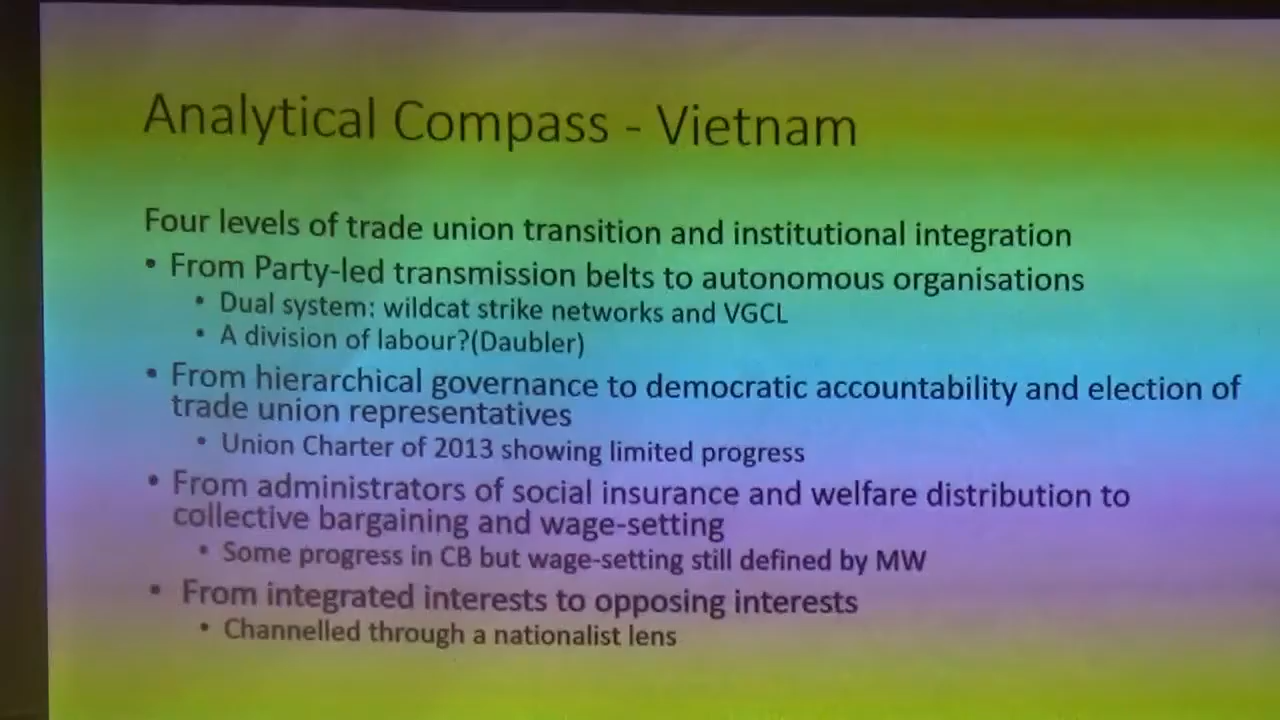 Analytical Compass - Vietnam
Four levels of trade union transition and institutional integration
• From Party-led transmission belts to autonomous organisations
• Dual system: wildcat strike networks and VGCL
• A division of labour?(Daubler)
• From hierarchical governance to democratic accountability and election of
trade union representatives
• Union Charter of 2013 showing limited progress
• From administrators of social insurance and welfare distribution to
collective bargaining and wage-setting
• Some progress in CB but wage-setting still defined by MW
• From integrated interests to opposing interests
• Channelled through a nationalist lens